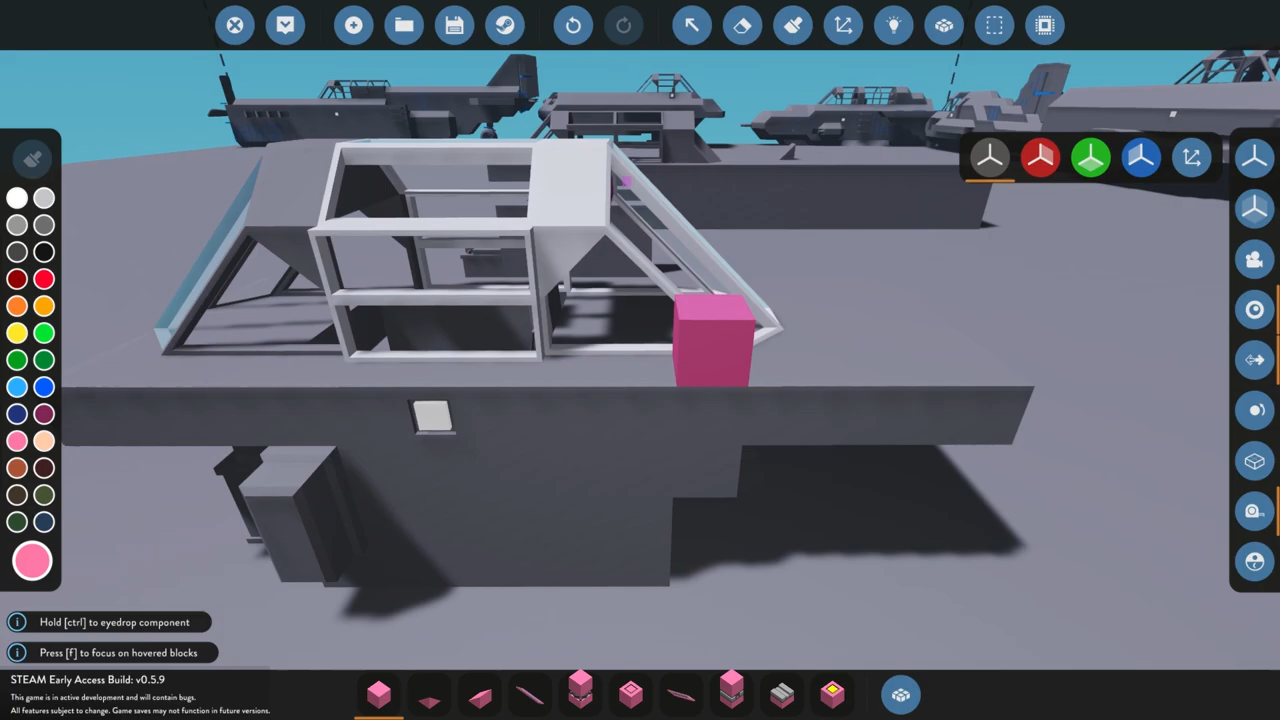 Hold [ctrl] to eyedrop component
Press [f] to focus on hovered blocks
STEAM Early Access Build: v0.5.9
This game is in active development and will contain bugs.
All features subject to change. Game saves may not function in future versions.